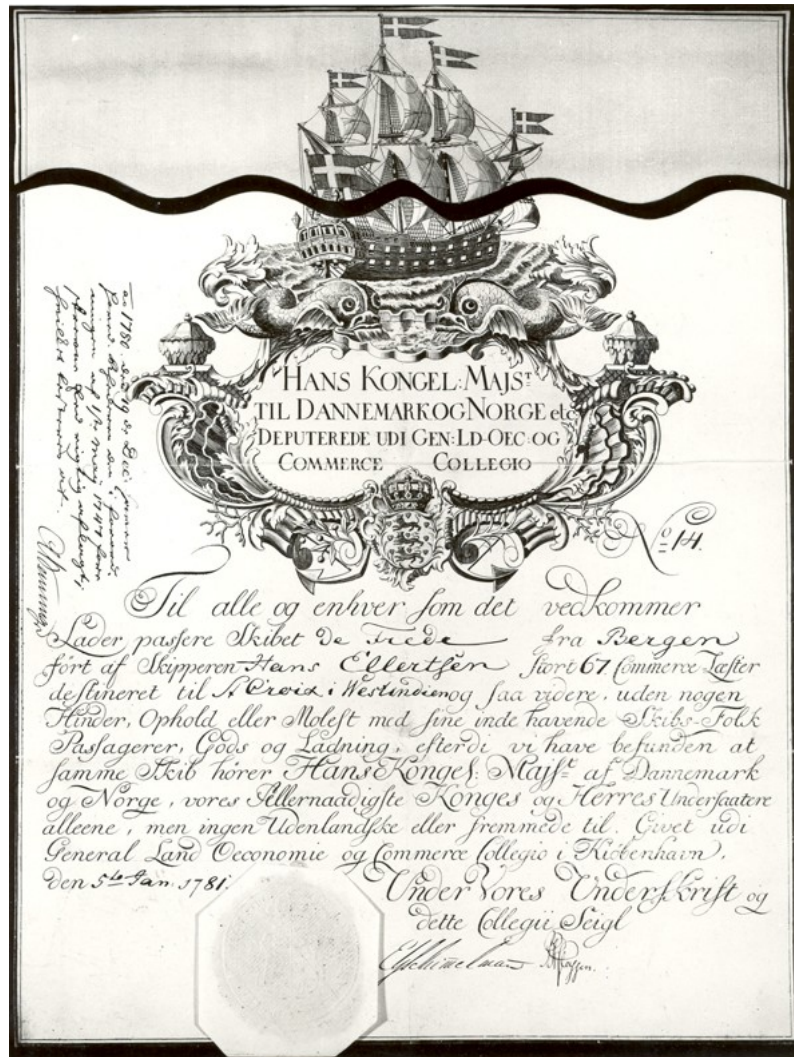 HANS KONGEL: MAJST.
TIL DANNEMARK OG NORGE etc
DEPUTEREDE UDI GEN: LD-OEC: OG
COMMERCE COLLEGIO
No 14.
Til alle og enhver som det vedkommer
Lader passere Skibet De Frede fra Bergen
ført af Skipperen Hans Ellertsen stort 67 Commerce Læster
destineret til St Croix i Westindien og saa videre, uden nogen
Hinder, Ophold eller Molest med sine inde havende Skibs-Folk
Passagerer, Gods og Ladning, efterdi vi have befunden at
samme Skib hører Hans Kongel: Majst. af Dannemark
og Norge, vores Allernaadigste Konges og Herres Undersaatere
alleene, men ingen Udenlandske eller fremmede til. Givet udi
General Land Oeconomie og Commerce Collegio i Kiöbenhavn.
den 5te Jan: 1781.
Under Vores Underskrift og
dette Collegii Seigl